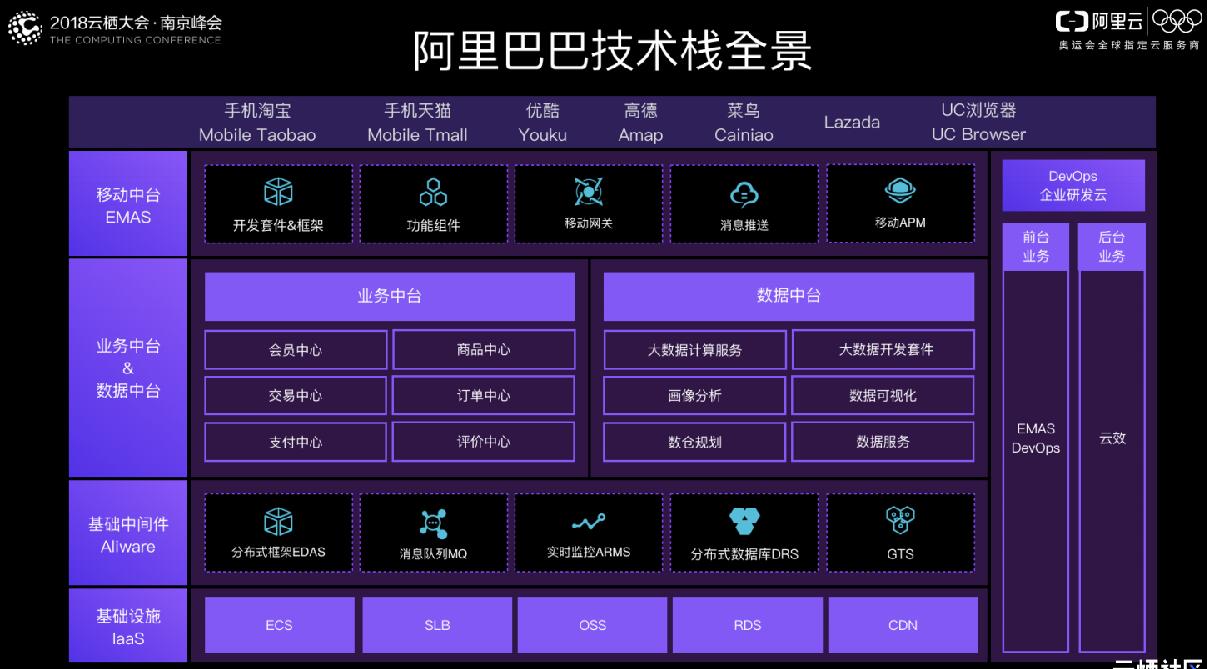 2018云栖大会·南京峰会
THE COMPUTING CONFERENCE
阿里云
奥运会全球指定云服务商
阿里巴巴技术栈全景
手机淘宝
Mobile Taobao
手机天猫
Mobile Tmall
优酷
Youku
高德
Amap
菜鸟
Cainiao
Lazada
UC浏览器
UC Browser
移动中台
EMAS
开发套件&框架
功能组件
移动网关
消息推送
移动APM
业务中台
&
数据中台
业务中台
会员中心
商品中心
交易中心
订单中心
支付中心
评价中心
数据中台
大数据计算服务
大数据开发套件
画像分析
数据可视化
数仓规划
数据服务
基础中间件
Aliware
分布式框架EDAS
消息队列MQ
实时监控ARMS
分布式数据库DRS
GTS
基础设施
IaaS
ECS
SLB
OSS
RDS
CDN
DevOps
企业研发云
前台
业务
EMAS
DevOps
后台
业务
云效
云栖社区